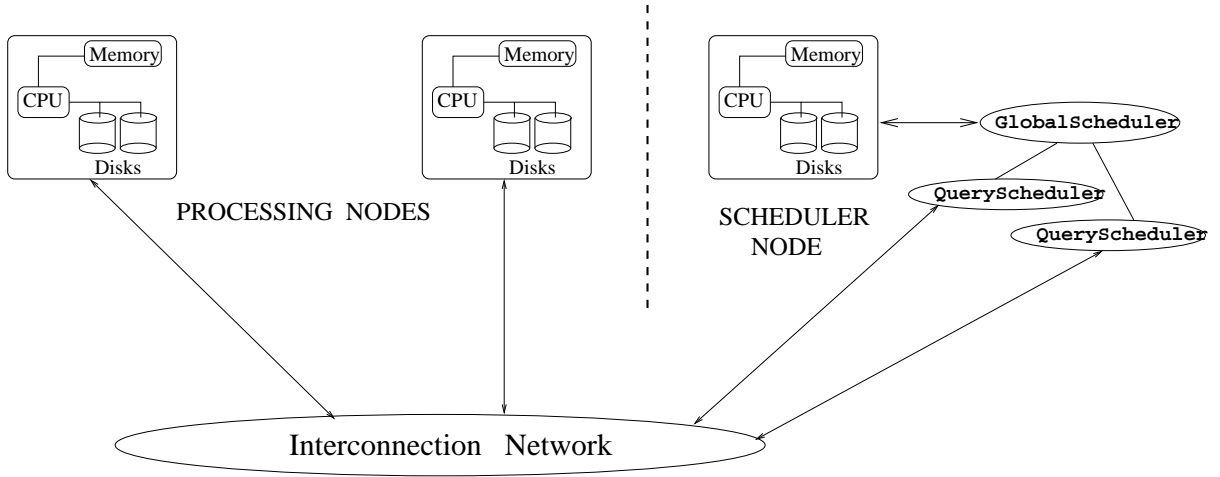 Memory
CPU
Disks
Memory
CPU
Disks
Memory
CPU
Disks
GlobalScheduler
QueryScheduler
QueryScheduler
PROCESSING NODES
SCHEDULER
NODE
Interconnection Network